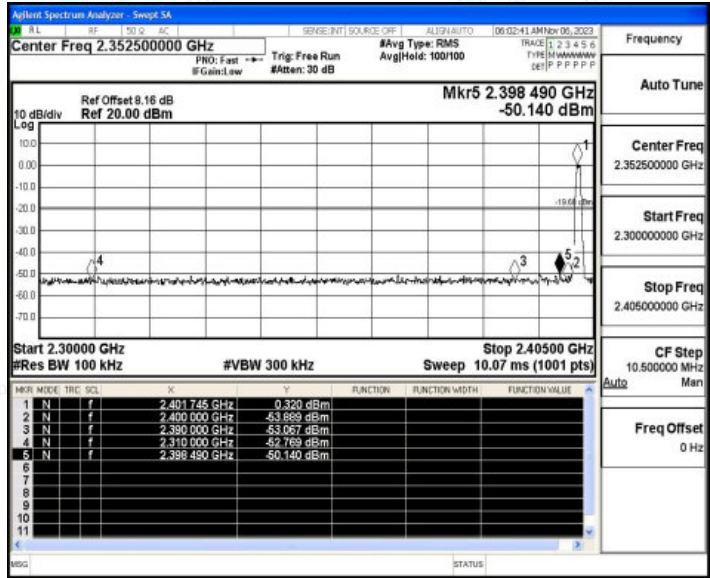 Agilent Spectrum Analyzer - Swept SA
RL RF 50 Ω AC SENSE:INT SOURCE OFF ALIGN AUTO 06:02:41 AM Nov 06, 2023
Center Freq 2.352500000 GHz
PNO: Fast
IFGain:Low
Trig: Free Run
#Atten: 30 dB
#Avg Type: RMS
Avg|Hold: 100/100
TRACE 1 2 3 4 5 6
TYPE M W W W W W
DET P P P P P P
Frequency
Auto Tune
Center Freq
2.352500000 GHz
Start Freq
2.300000000 GHz
Stop Freq
2.405000000 GHz
CF Step
10.500000 MHz
Auto Man
Freq Offset
0 Hz
Ref Offset 8.16 dB
10 dB/div Ref 20.00 dBm
Log
Mkr5 2.398 490 GHz
-50.140 dBm
10.0
0.00
-10.0
-20.0
-30.0
-40.0
-50.0
-60.0
-70.0
-19.68 dBm
1
4
3
5
2
Start 2.30000 GHz Stop 2.40500 GHz
#Res BW 100 kHz #VBW 300 kHz Sweep 10.07 ms (1001 pts)
MKR MODE TRC SCL X Y FUNCTION FUNCTION WIDTH FUNCTION VALUE
1 N f 2.401 745 GHz 0.320 dBm
2 N f 2.400 000 GHz -53.889 dBm
3 N f 2.390 000 GHz -53.067 dBm
4 N f 2.310 000 GHz -52.769 dBm
5 N f 2.398 490 GHz -50.140 dBm
6
7
8
9
10
11
MSG STATUS